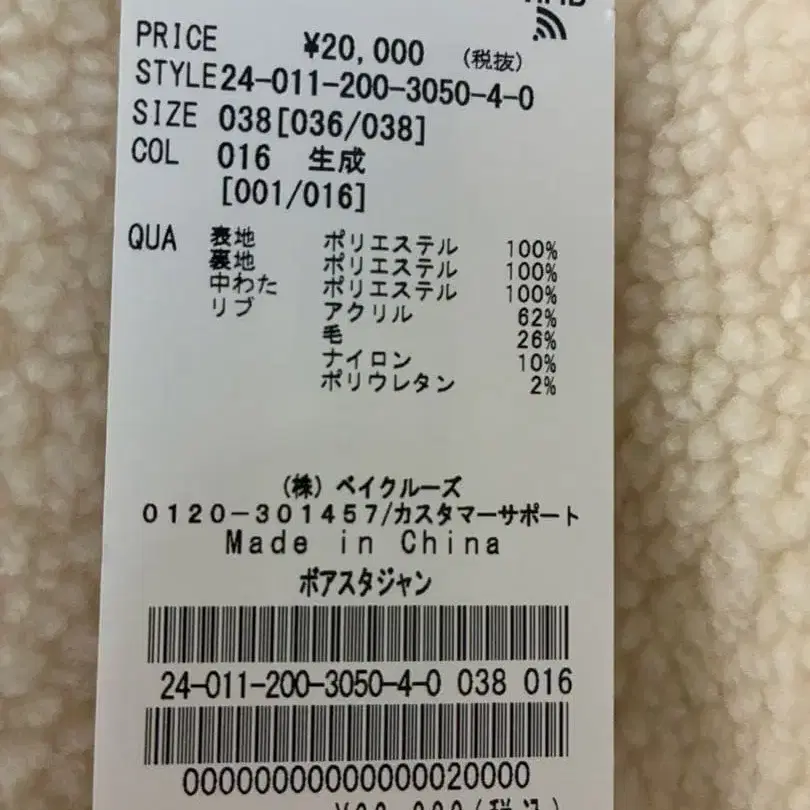 PRICE ¥20,000 (税抜)
STYLE 24-011-200-3050-4-0
SIZE 038[036/038]
COL 016 生成
[001/016]
QUA 表地 ポリエステル 100%
裏地 ポリエステル 100%
中わた ポリエステル 100%
リブ アクリル 62%
毛 26%
ナイロン 10%
ポリウレタン 2%
(株) ベイクルーズ
0120-301457/カスタマーサポート
Made in China
ボアスタジャン
24-011-200-3050-4-0 038 016
00000000000000020000